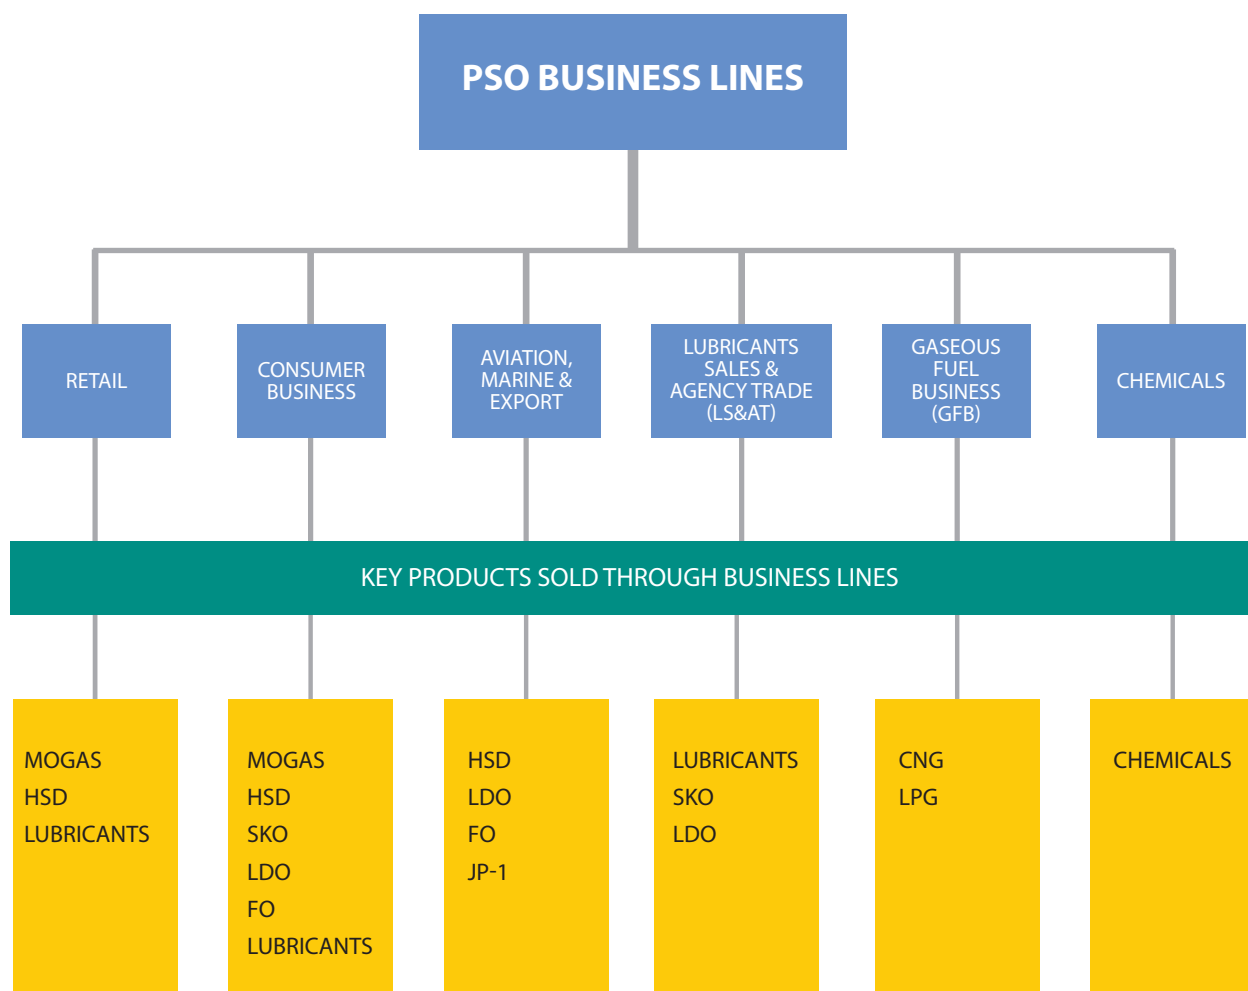 PSO BUSINESS LINES
RETAIL
CONSUMER
BUSINESS
AVIATION,
MARINE &
EXPORT
LUBRICANTS
SALES &
AGENCY TRADE
(LS&AT)
GASEOUS
FUEL
BUSINESS
(GFB)
CHEMICALS
KEY PRODUCTS SOLD THROUGH BUSINESS LINES
MOGAS
HSD
LUBRICANTS
MOGAS
HSD
SKO
LDO
FO
LUBRICANTS
HSD
LDO
FO
JP-1
LUBRICANTS
SKO
LDO
CNG
LPG
CHEMICALS